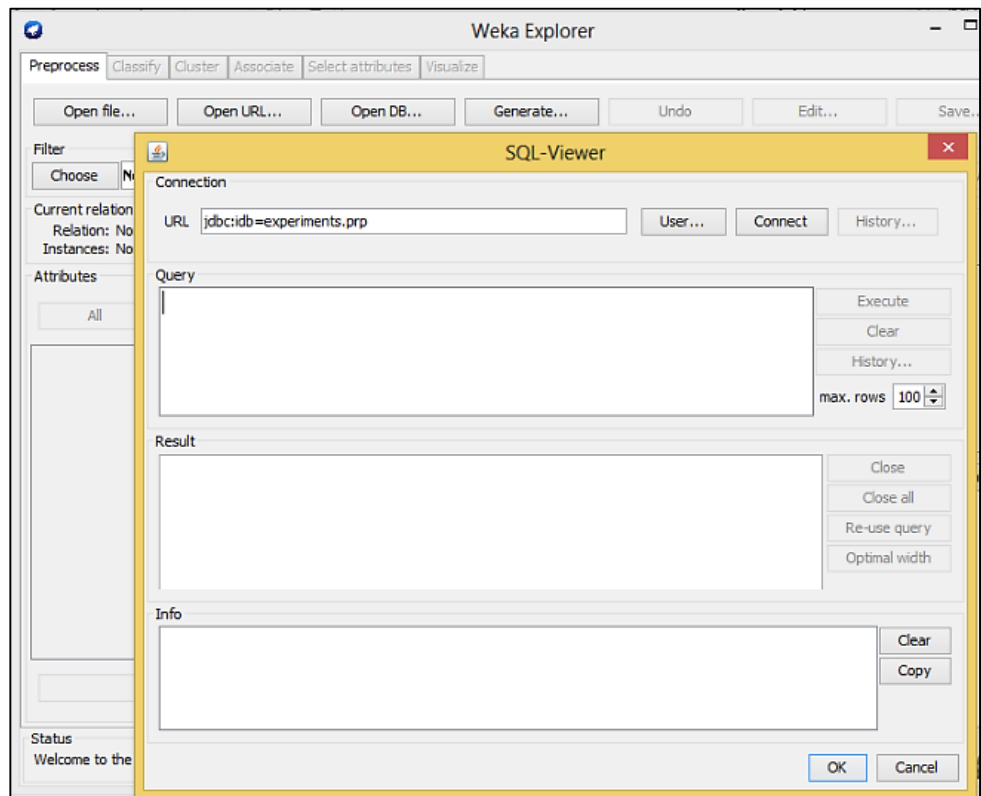 Weka Explorer
Preprocess Classify Cluster Associate Select attributes Visualize
Open file... Open URL... Open DB... Generate... Undo Edit... Save..
Filter
Choose
SQL-Viewer
Connection
URL jdbc:idb=experiments.prp User... Connect History...
Current relation
Relation: No
Instances: No
Attributes
All
Query
Execute
Clear
History...
max. rows 100
Result
Close
Close all
Re-use query
Optimal width
Info
Clear
Copy
Status
Welcome to the
OK Cancel